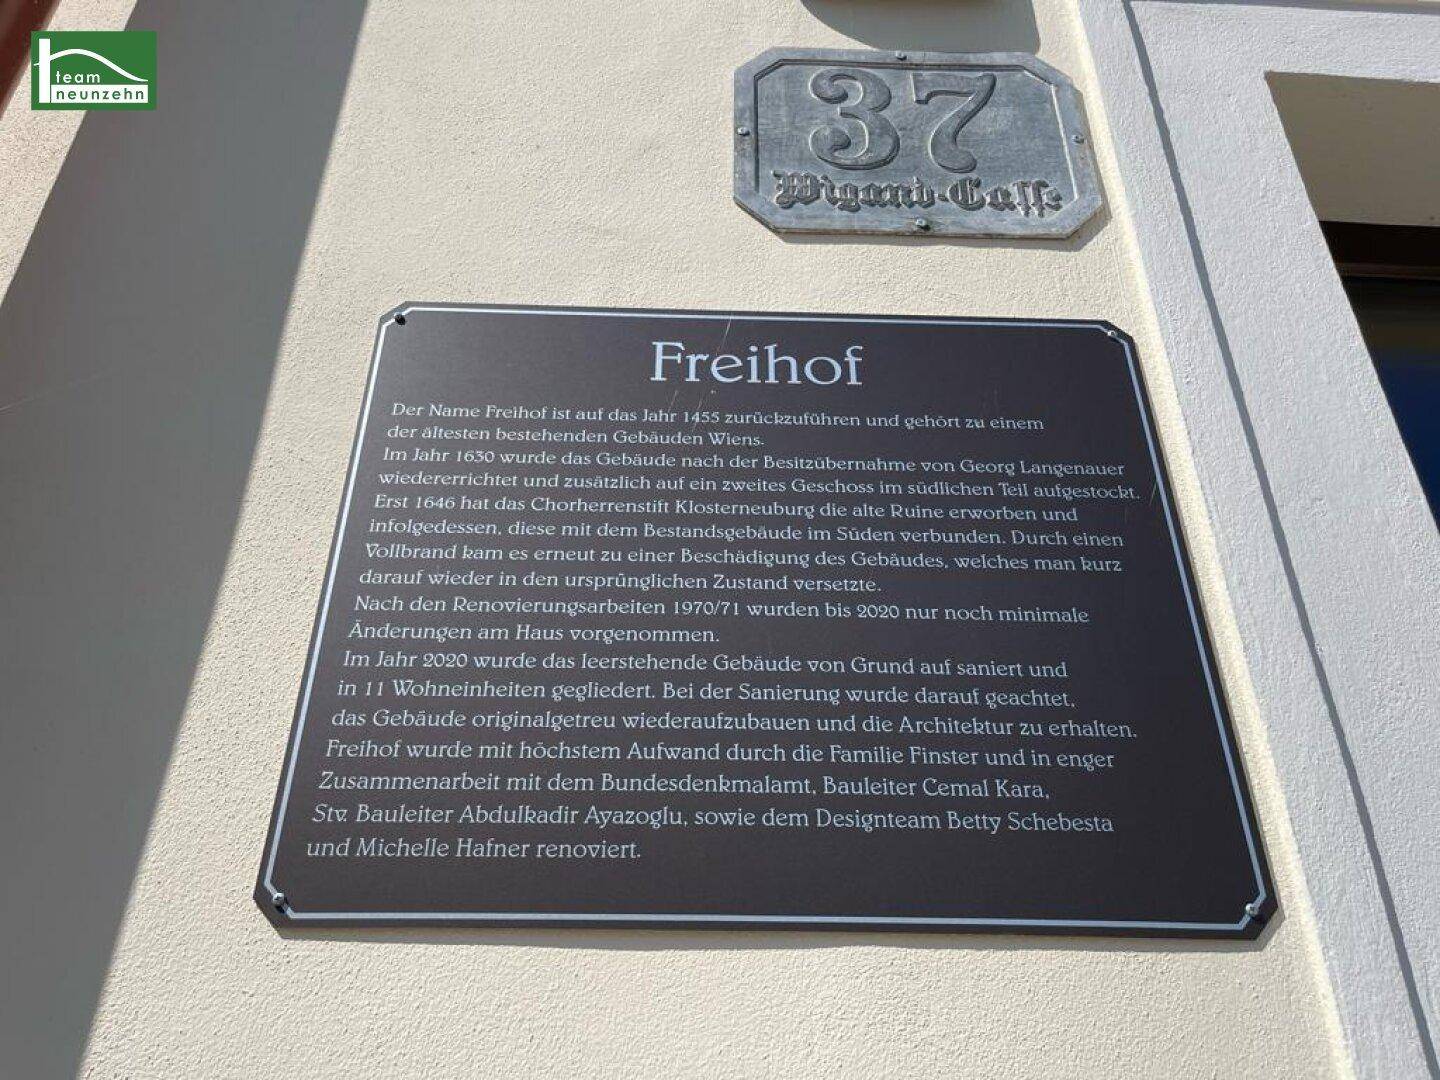 team
neunzehn
37
Wigand-Gasse
Freihof
Der Name Freihof ist auf das Jahr 1455 zurückzuführen und gehört zu einem
der ältesten bestehenden Gebäuden Wiens.
Im Jahr 1630 wurde das Gebäude nach der Besitzübernahme von Georg Langenauer
wiedererrichtet und zusätzlich auf ein zweites Geschoss im südlichen Teil aufgestockt.
Erst 1646 hat das Chorherrenstift Klosterneuburg die alte Ruine erworben und
infolgedessen, diese mit dem Bestandsgebäude im Süden verbunden. Durch einen
Vollbrand kam es erneut zu einer Beschädigung des Gebäudes, welches man kurz
darauf wieder in den ursprünglichen Zustand versetzte.
Nach den Renovierungsarbeiten 1970/71 wurden bis 2020 nur noch minimale
Änderungen am Haus vorgenommen.
Im Jahr 2020 wurde das leerstehende Gebäude von Grund auf saniert und
in 11 Wohneinheiten gegliedert. Bei der Sanierung wurde darauf geachtet,
das Gebäude originalgetreu wiederaufzubauen und die Architektur zu erhalten.
Freihof wurde mit höchstem Aufwand durch die Familie Finster und in enger
Zusammenarbeit mit dem Bundesdenkmalamt, Bauleiter Cemal Kara,
Stv. Bauleiter Abdulkadir Ayazoglu, sowie dem Designteam Betty Schebesta
und Michelle Hafner renoviert.